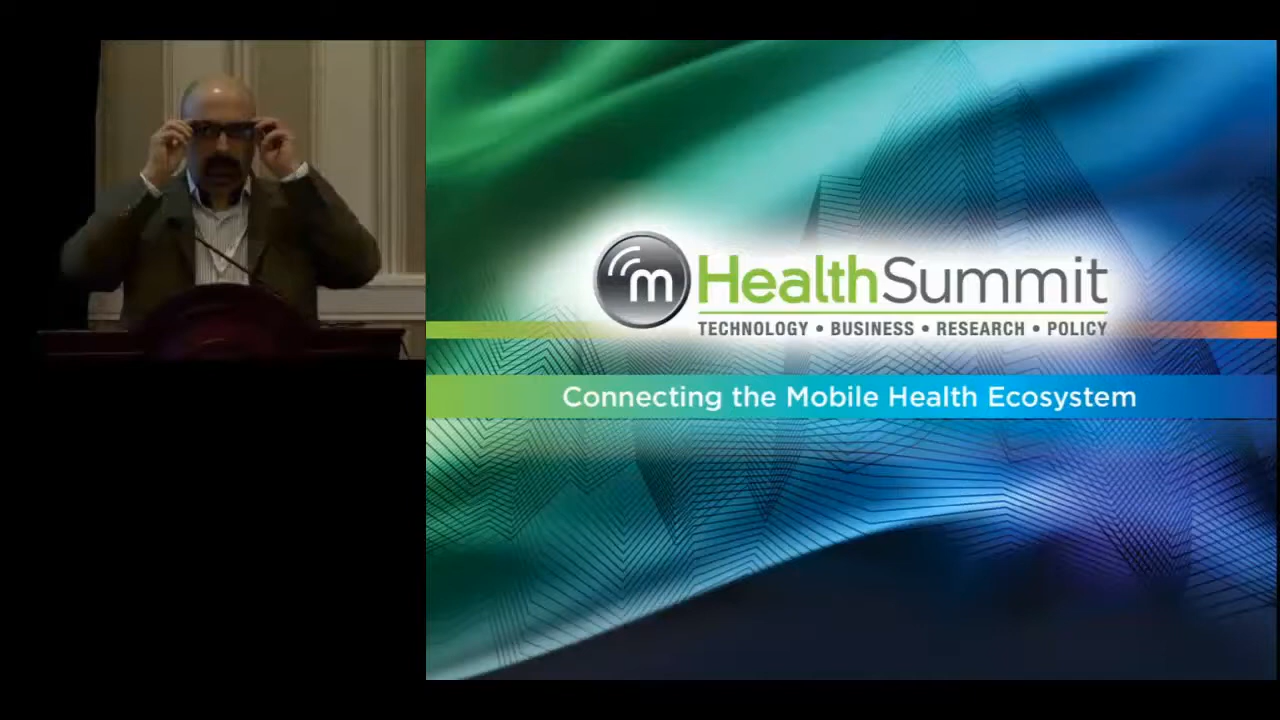 mHealthSummit
TECHNOLOGY • BUSINESS • RESEARCH • POLICY
Connecting the Mobile Health Ecosystem